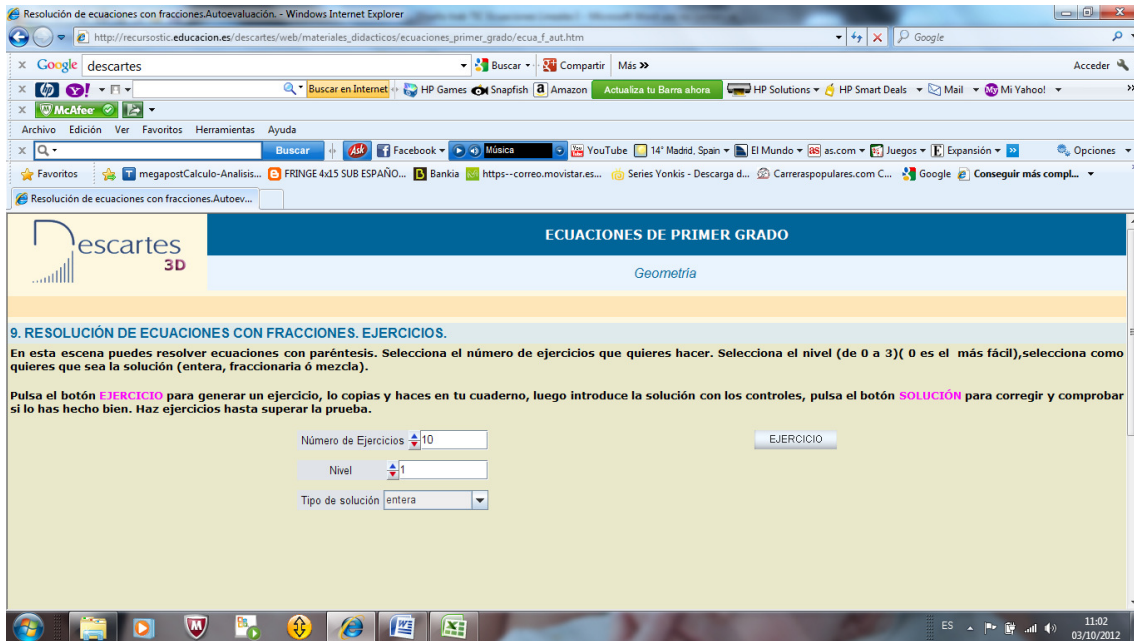 Resolución de ecuaciones con fracciones.Autoevaluación. - Windows Internet Explorer
http://recursostic.educacion.es/descartes/web/materiales_didacticos/ecuaciones_primer_grado/ecua_f_aut.htm
Google
x Google descartes Buscar Compartir Más » Acceder
x hp Y! Buscar en Internet HP Games Snapfish a Amazon Actualiza tu Barra ahora HP Solutions HP Smart Deals Mail Mi Yahoo! »
x McAfee
Archivo Edición Ver Favoritos Herramientas Ayuda
x Buscar Ask Facebook Música YouTube 14° Madrid, Spain El Mundo as as.com Juegos E Expansión » Opciones
Favoritos T megapostCalculo-Analisis... FRINGE 4x15 SUB ESPAÑO... B Bankia https--correo.movistar.es... Series Yonkis - Descarga d... Carreraspopulares.com C... Google Conseguir más compl...
Resolución de ecuaciones con fracciones.Autoev...
Descartes
3D
ECUACIONES DE PRIMER GRADO
Geometría
9. RESOLUCIÓN DE ECUACIONES CON FRACCIONES. EJERCICIOS.
En esta escena puedes resolver ecuaciones con paréntesis. Selecciona el número de ejercicios que quieres hacer. Selecciona el nivel (de 0 a 3)( 0 es el más fácil),selecciona como
quieres que sea la solución (entera, fraccionaria ó mezcla).
Pulsa el botón EJERCICIO para generar un ejercicio, lo copias y haces en tu cuaderno, luego introduce la solución con los controles, pulsa el botón SOLUCIÓN para corregir y comprobar
si lo has hecho bien. Haz ejercicios hasta superar la prueba.
Número de Ejercicios 10
EJERCICIO
Nivel 1
Tipo de solución entera
ES 11:02
03/10/2012